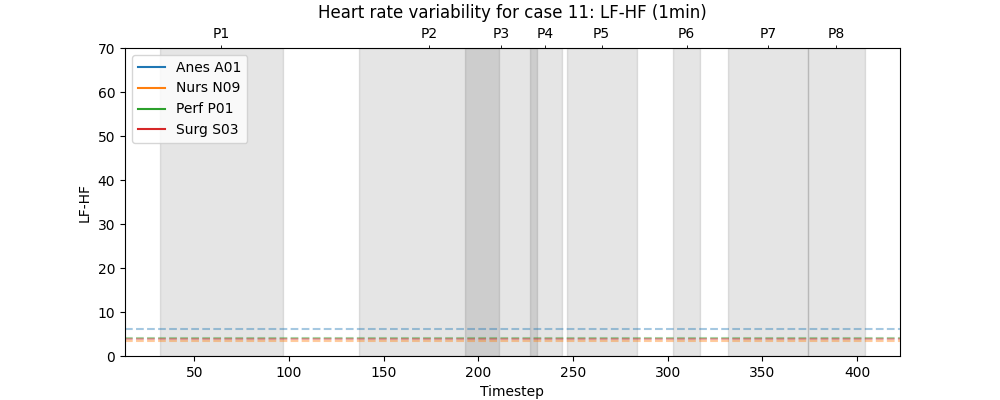 Heart rate variability for case 11: LF-HF (1min)
P1 P2 P3 P4 P5 P6 P7 P8
70
60
50
40
30
20
10
0
LF-HF
Anes A01
Nurs N09
Perf P01
Surg S03
50 100 150 200 250 300 350 400
Timestep